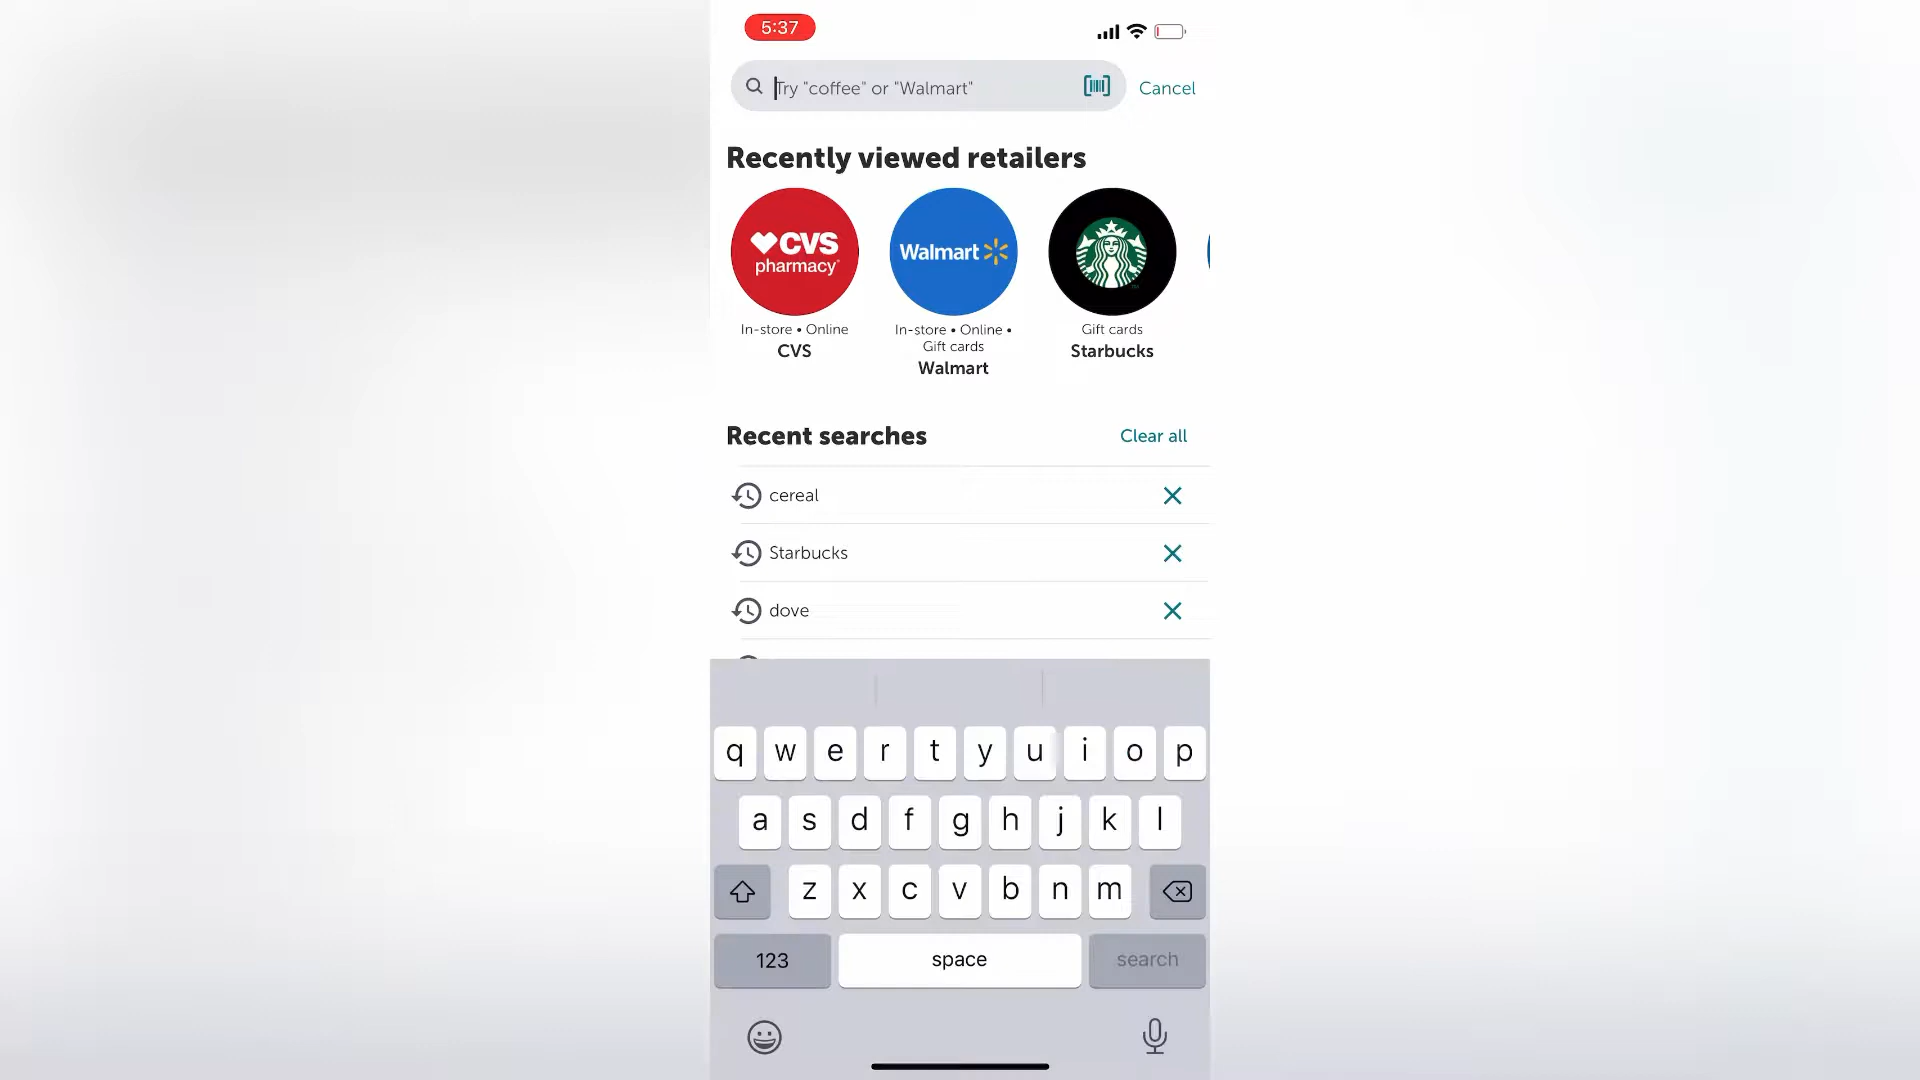 5:37
Try "coffee" or "Walmart"
Cancel
Recently viewed retailers
CVS
pharmacy
Walmart
In-store • Online
CVS
In-store • Online •
Gift cards
Walmart
Gift cards
Starbucks
Recent searches
Clear all
cereal
Starbucks
dove
q w e r t y u i o p
a s d f g h j k l
z x c v b n m
123
space
search